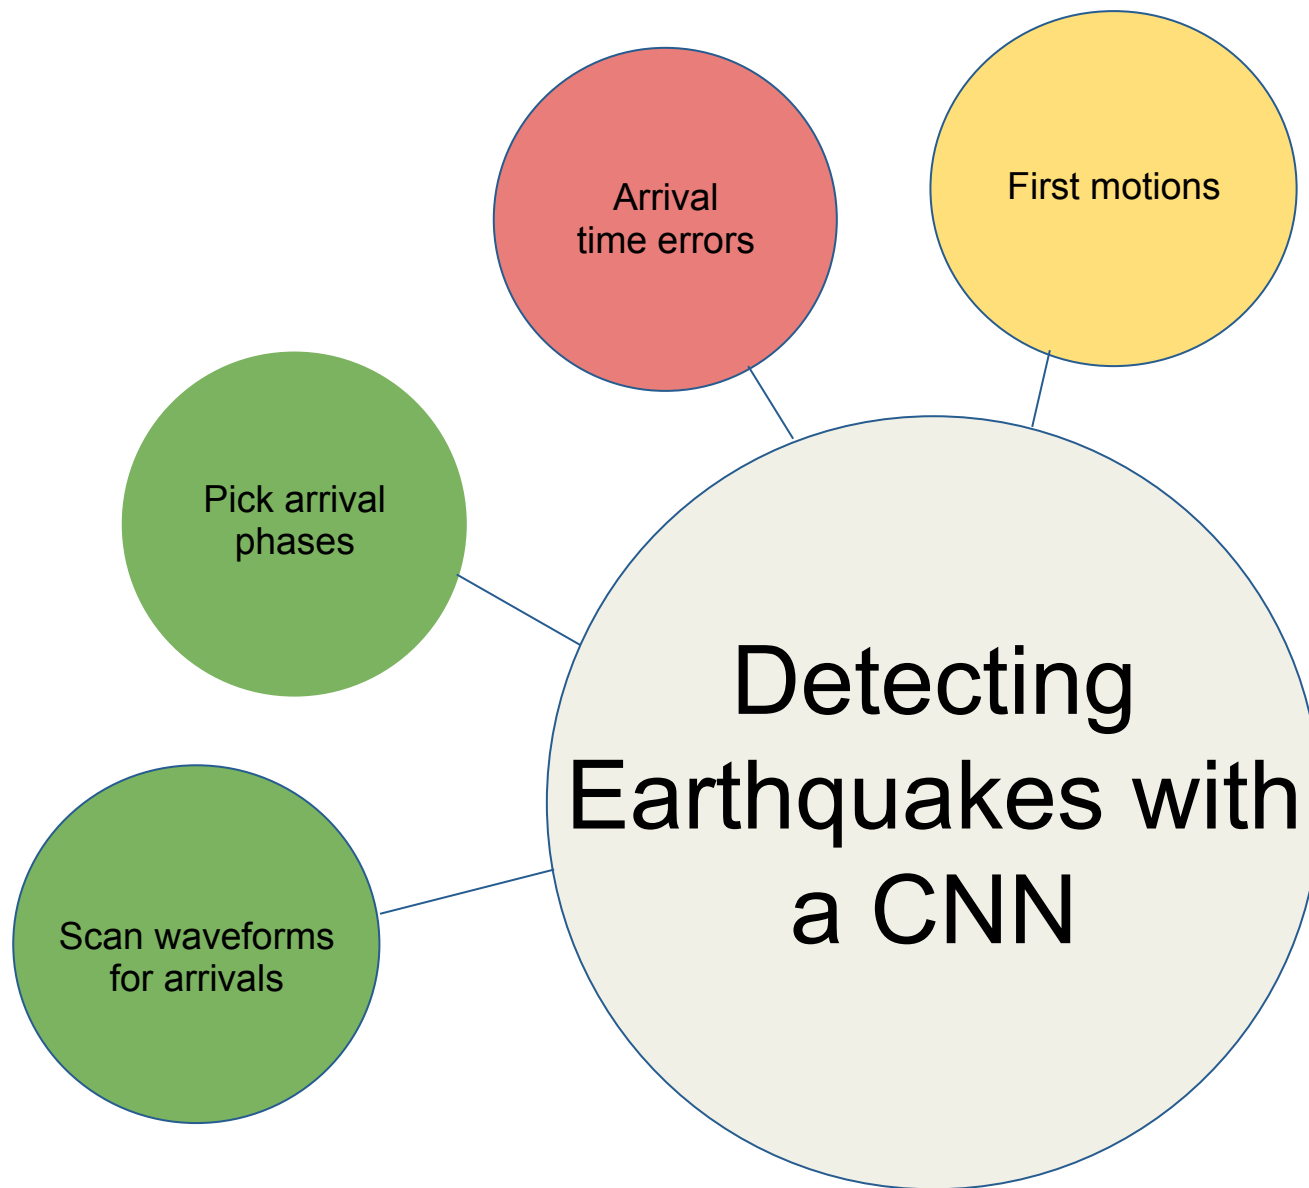 Arrival
time errors
First motions
Pick arrival
phases
Detecting
Earthquakes with
a CNN
Scan waveforms
for arrivals